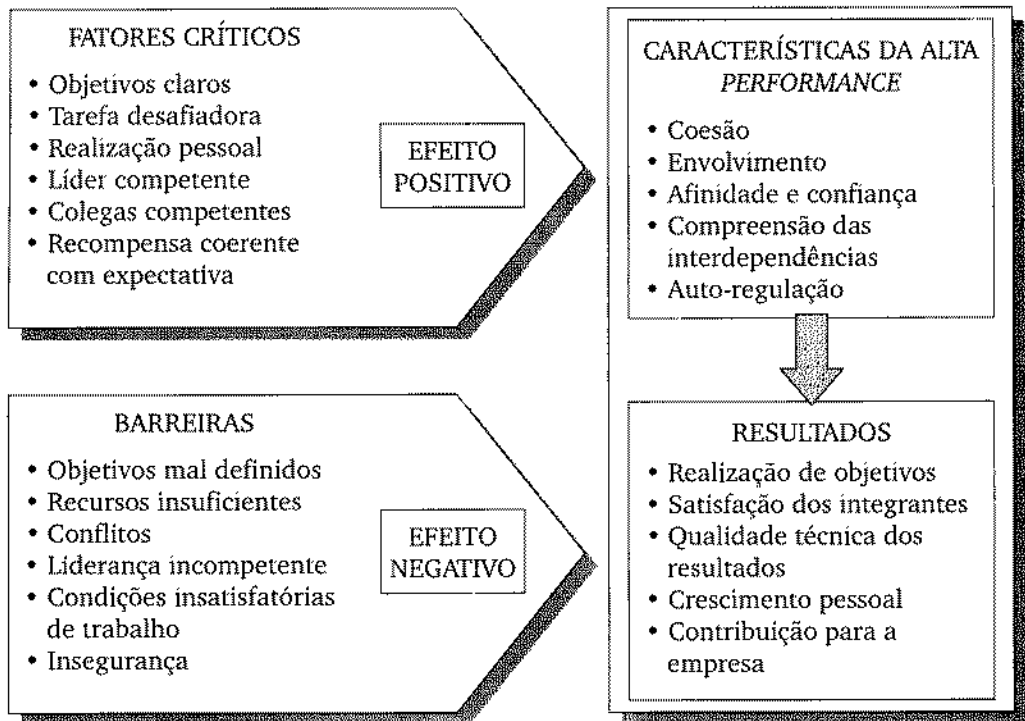 FATORES CRÍTICOS
• Objetivos claros
• Tarefa desafiadora
• Realização pessoal
• Líder competente
• Colegas competentes
• Recompensa coerente
com expectativa
EFEITO
POSITIVO
BARREIRAS
• Objetivos mal definidos
• Recursos insuficientes
• Conflitos
• Liderança incompetente
• Condições insatisfatórias
de trabalho
• Insegurança
EFEITO
NEGATIVO
CARACTERÍSTICAS DA ALTA
PERFORMANCE
• Coesão
• Envolvimento
• Afinidade e confiança
• Compreensão das
interdependências
• Auto-regulação
RESULTADOS
• Realização de objetivos
• Satisfação dos integrantes
• Qualidade técnica dos
resultados
• Crescimento pessoal
• Contribuição para a
empresa